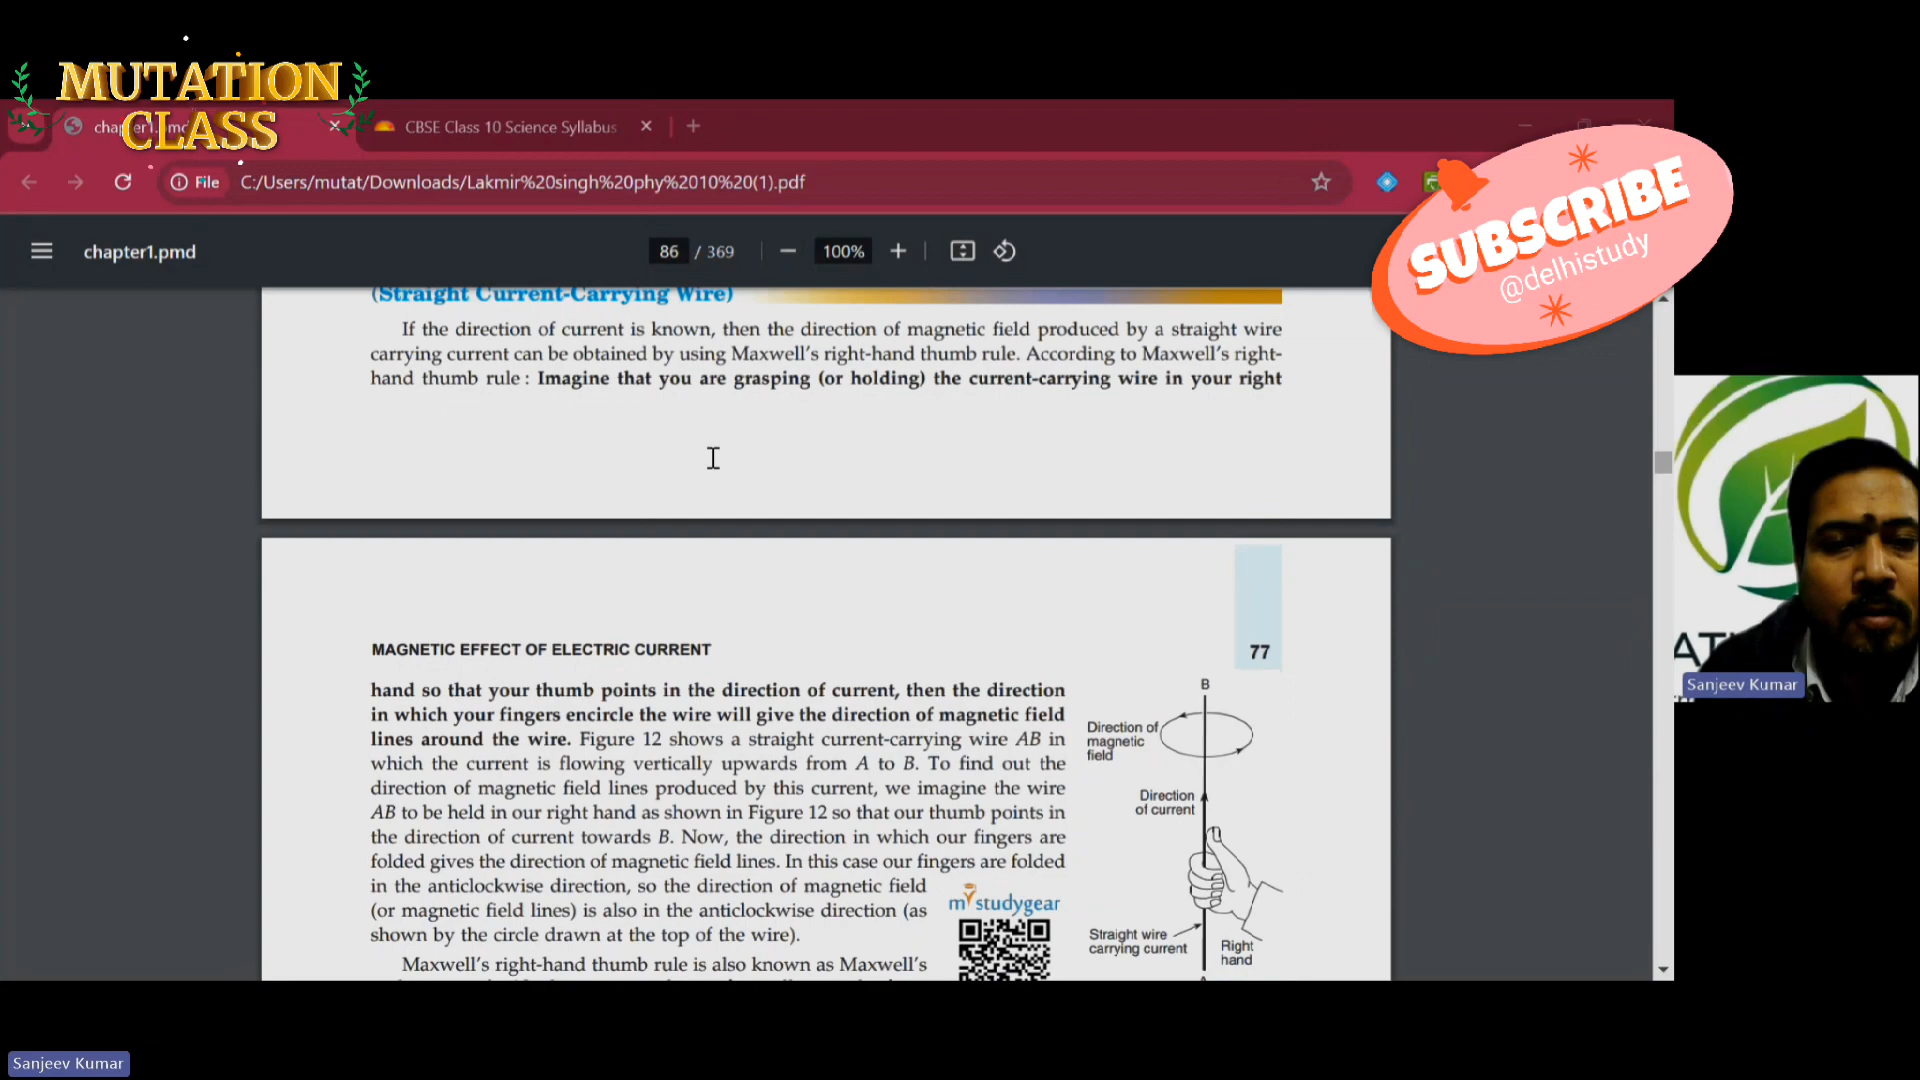 MUTATION
CLASS
CBSE Class 10 Science Syllabus
File
C:/Users/mutat/Downloads/Lakmir%20singh%20phy%2010%20(1).pdf
SUBSCRIBE
@delhistudy
chapter1.pmd
86 / 369
100%
(Straight Current-Carrying Wire)
If the direction of current is known, then the direction of magnetic field produced by a straight wire
carrying current can be obtained by using Maxwell's right-hand thumb rule. According to Maxwell's right-
hand thumb rule : Imagine that you are grasping (or holding) the current-carrying wire in your right
MAGNETIC EFFECT OF ELECTRIC CURRENT
77
hand so that your thumb points in the direction of current, then the direction
in which your fingers encircle the wire will give the direction of magnetic field
lines around the wire. Figure 12 shows a straight current-carrying wire AB in
which the current is flowing vertically upwards from A to B. To find out the
direction of magnetic field lines produced by this current, we imagine the wire
AB to be held in our right hand as shown in Figure 12 so that our thumb points in
the direction of current towards B. Now, the direction in which our fingers are
folded gives the direction of magnetic field lines. In this case our fingers are folded
in the anticlockwise direction, so the direction of magnetic field
(or magnetic field lines) is also in the anticlockwise direction (as
shown by the circle drawn at the top of the wire).
Maxwell's right-hand thumb rule is also known as Maxwell's
my studygear
B
Direction of
magnetic
field
Direction
of current
Straight wire
carrying current
Right
hand
Sanjeev Kumar
Sanjeev Kumar